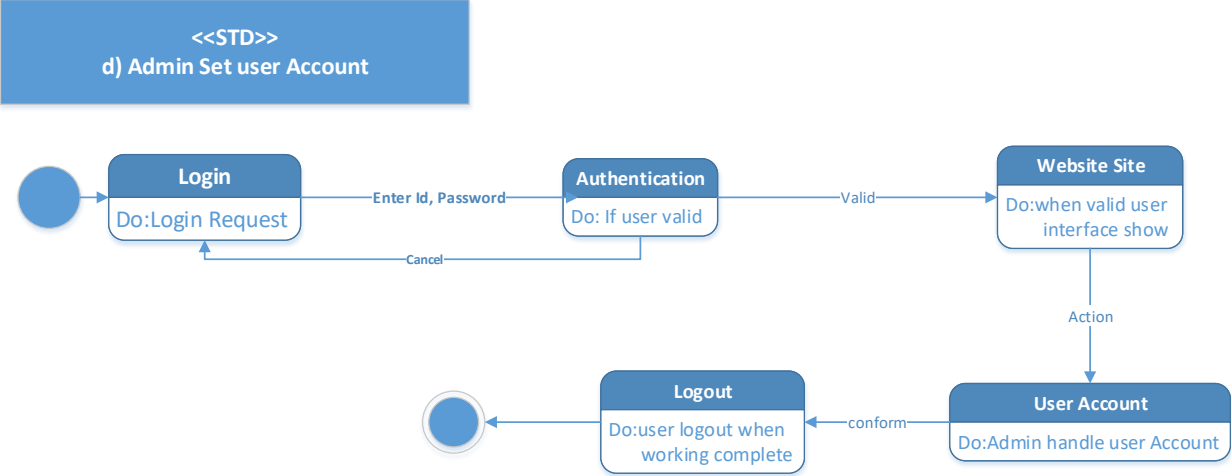 <<STD>>
d) Admin Set user Account
Login
Do:Login Request
Enter Id, Password
Authentication
Do: If user valid
Valid
Website Site
Do:when valid user
interface show
Cancel
Action
User Account
Do:Admin handle user Account
conform
Logout
Do:user logout when
working complete